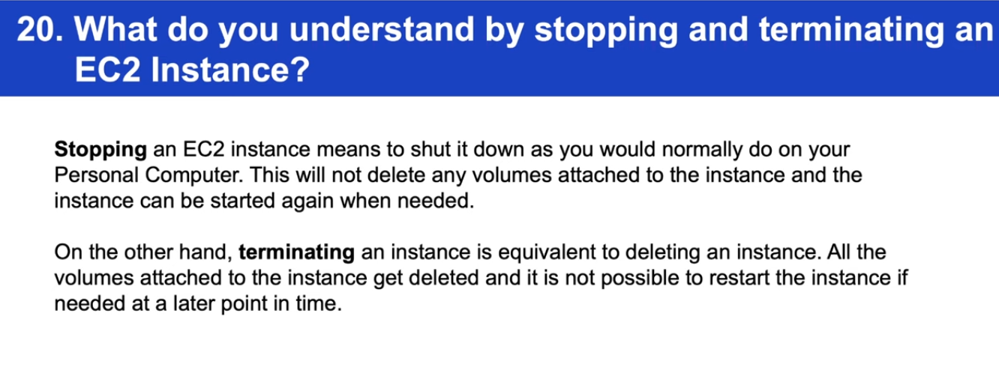 20. What do you understand by stopping and terminating an
EC2 Instance?
Stopping an EC2 instance means to shut it down as you would normally do on your
Personal Computer. This will not delete any volumes attached to the instance and the
instance can be started again when needed.
On the other hand, terminating an instance is equivalent to deleting an instance. All the
volumes attached to the instance get deleted and it is not possible to restart the instance if
needed at a later point in time.